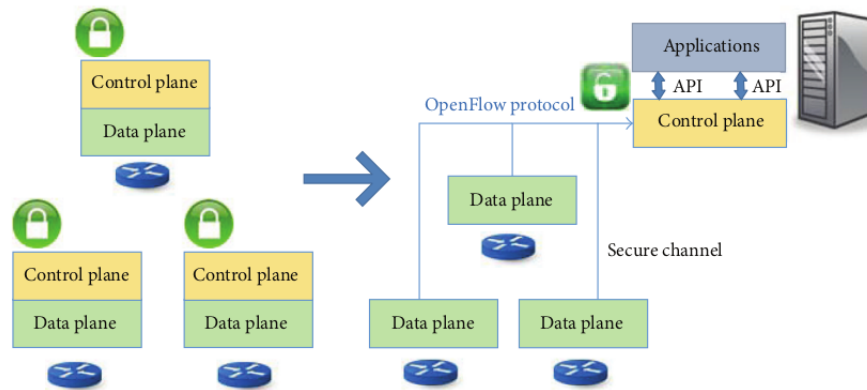 Control plane
Data plane
Control plane
Data plane
Control plane
Data plane
Applications
API
API
OpenFlow protocol
Control plane
Data plane
Secure channel
Data plane
Data plane